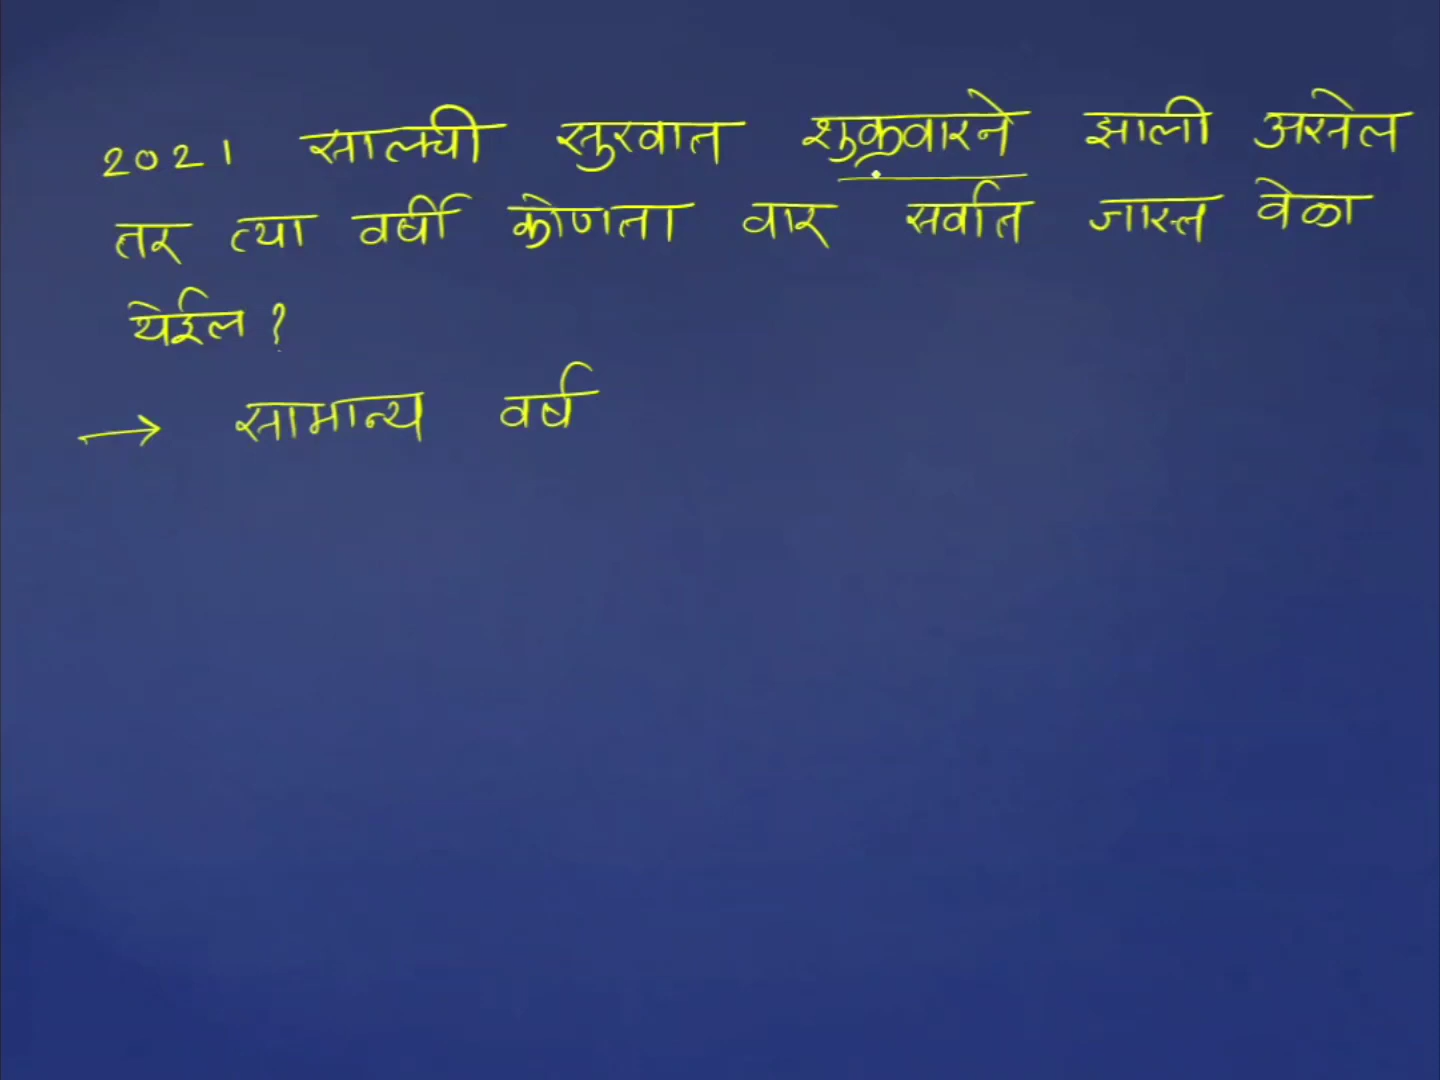 2021 सालची सुरवात शुक्रवारने झाली असेल
तर त्या वर्षी कोणता वार सर्वात जास्त वेळा
येईल ?
→ सामान्य वर्ष